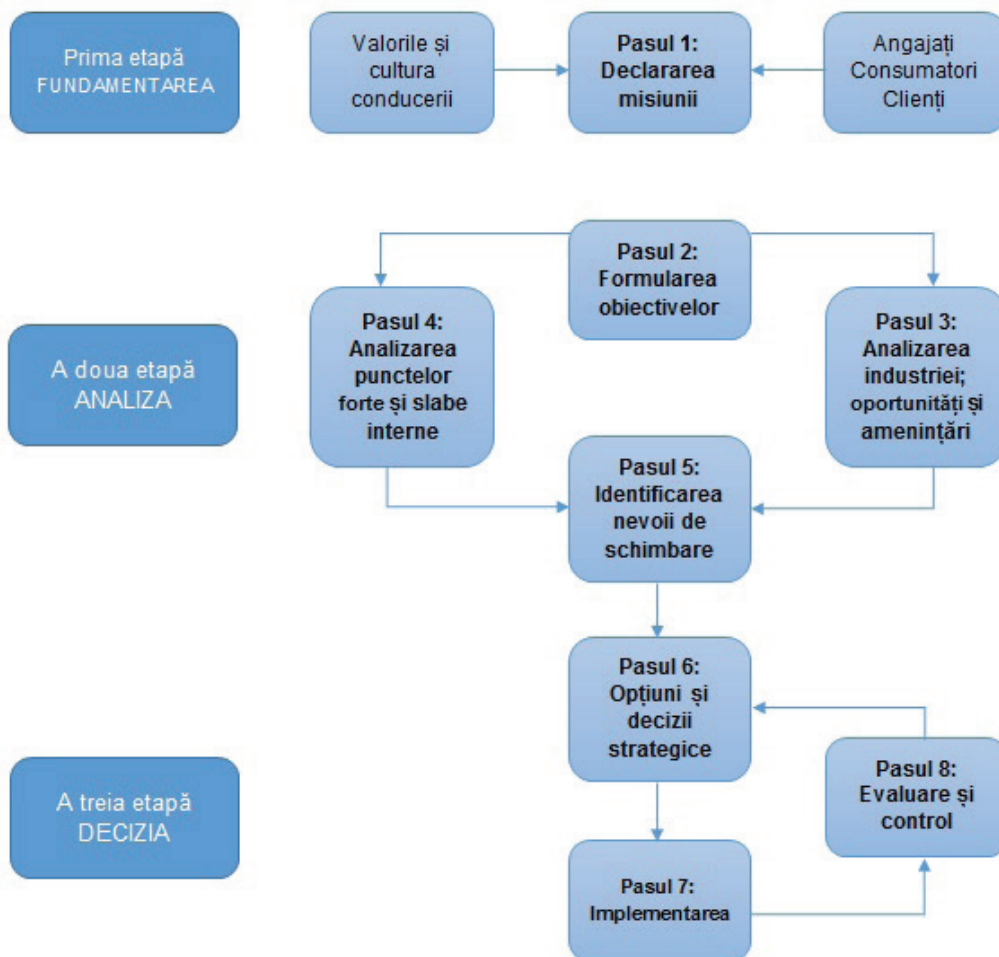 Prima etapă
FUNDAMENTAREA
Valorile și
cultura
conducerii
Pasul 1:
Declararea
misiunii
Angajați
Consumatori
Clienți
A doua etapă
ANALIZA
Pasul 2:
Formularea
obiectivelor
Pasul 4:
Analizarea
punctelor
forte și slabe
interne
Pasul 3:
Analizarea
industriei;
oportunități și
amenințări
Pasul 5:
Identificarea
nevoii de
schimbare
A treia etapă
DECIZIA
Pasul 6:
Opțiuni și
decizii
strategice
Pasul 8:
Evaluare și
control
Pasul 7:
Implementarea